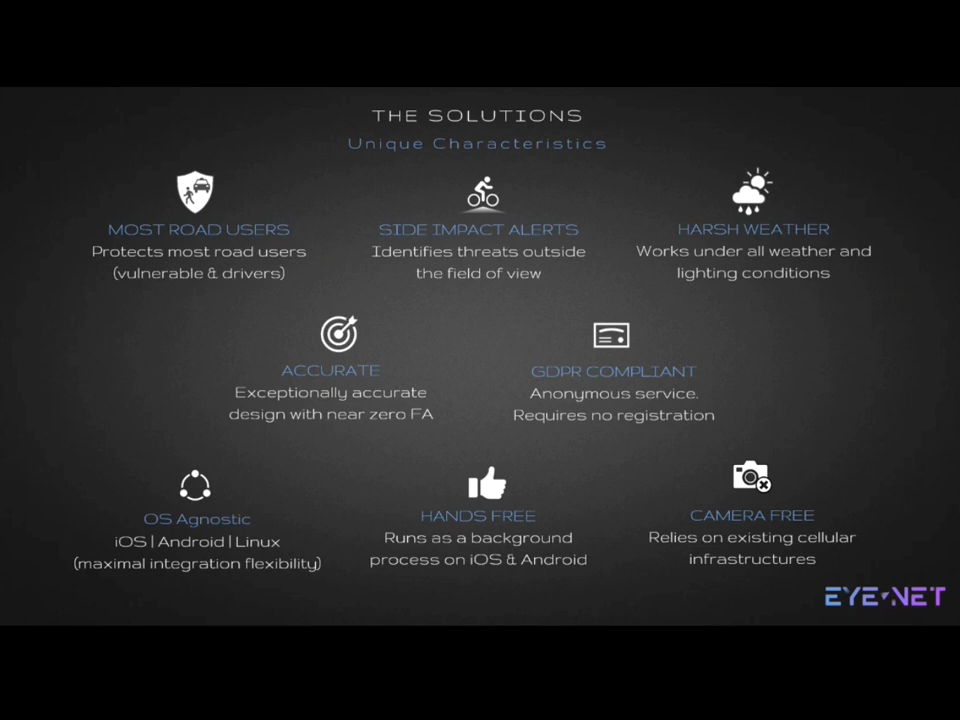 THE SOLUTIONS
Unique Characteristics
MOST ROAD USERS
Protects most road users
(vulnerable & drivers)
SIDE IMPACT ALERTS
Identifies threats outside
the field of view
HARSH WEATHER
Works under all weather and
lighting conditions
ACCURATE
Exceptionally accurate
design with near zero FA
GDPR COMPLIANT
Anonymous service.
Requires no registration
OS Agnostic
iOS | Android | Linux
(maximal integration flexibility)
HANDS FREE
Runs as a background
process on iOS & Android
CAMERA FREE
Relies on existing cellular
infrastructures
EYE-NET